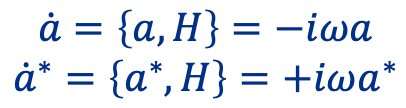 ȧ = {a, H} = −iωa
ȧ* = {a*, H} = +iωa*